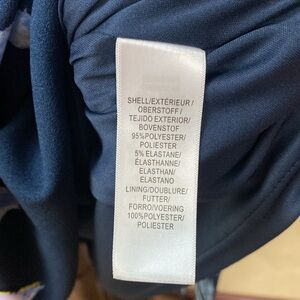 SHELL/EXTÉRIEUR/
OBERSTOFF/
TEJIDO EXTERIOR/
BOVENSTOF
95%POLYESTER/
POLIESTER
5% ELASTANE/
ÉLASTHANNE/
ELASTHAN/
ELASTANO
LINING/DOUBLURE/
FUTTER/
FORRO/VOERING
100%POLYESTER/
POLIESTER